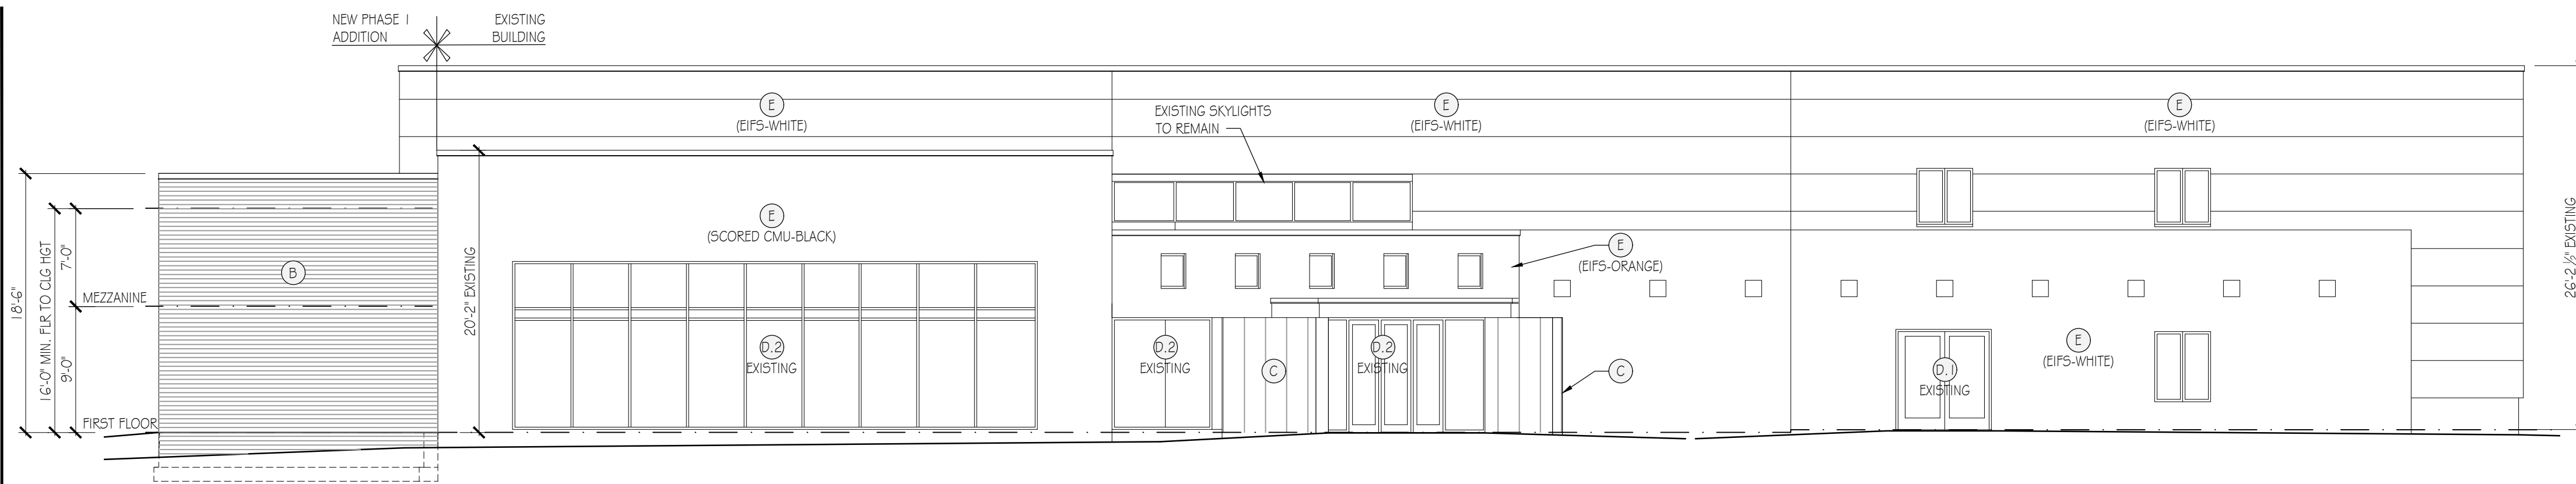 NEW PHASE 1
ADDITION
EXISTING
BUILDING
E
(EIFS-WHITE)
EXISTING SKYLIGHTS
TO REMAIN
E
(EIFS-WHITE)
E
(EIFS-WHITE)
E
(SCORED CMU-BLACK)
E
(EIFS-ORANGE)
18'-6"
16'-0" MIN. FLR TO CLG HGT
7'-0"
9'-0"
MEZZANINE
FIRST FLOOR
B
20'-2" EXISTING
D.2
EXISTING
D.2
EXISTING
C
D.2
EXISTING
C
D.1
EXISTING
E
(EIFS-WHITE)
26'-2 1/2" EXISTING